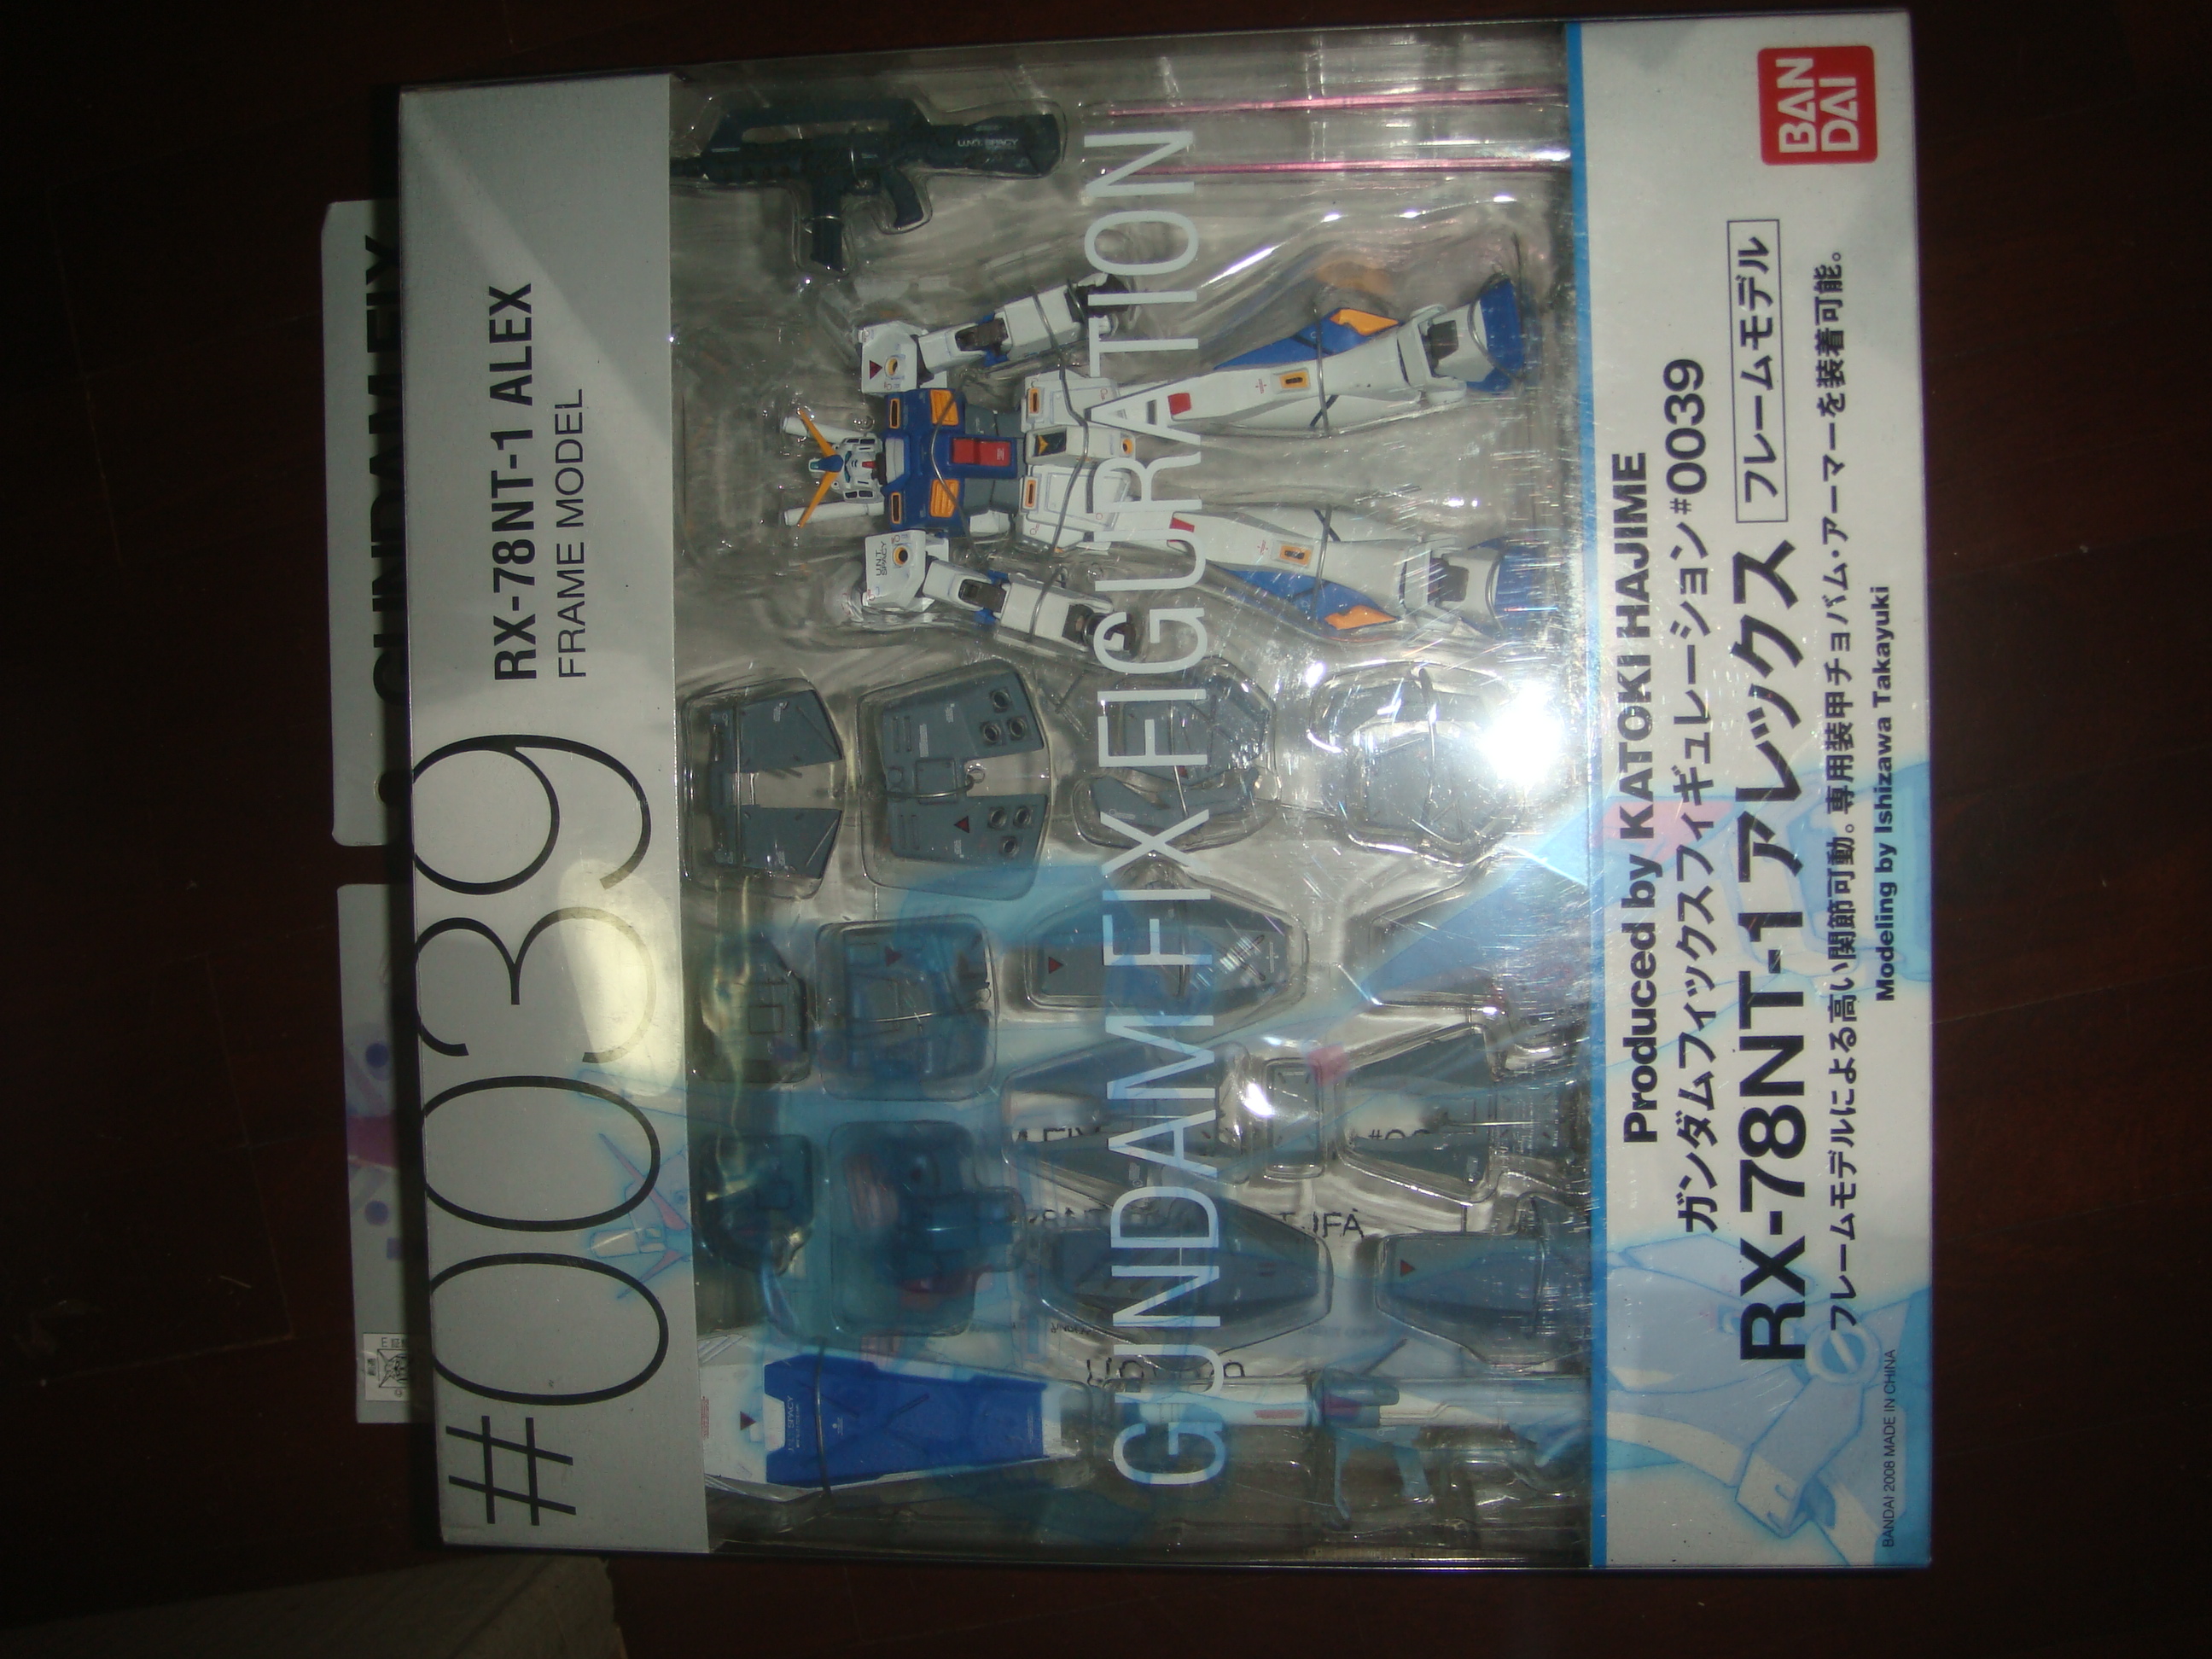 #0039
RX-78NT-1 ALEX
FRAME MODEL
GUNDAM FIX FIGURATION
U.N.T. SPACY
U.N.T.
SPACY
Produced by KATOKI HAJIME
ガンダムフィックスフィギュレーション#0039
RX-78NT-1アレックス フレームモデル
フレームモデルによる高い関節可動。専用装甲チョバム・アーマーを装着可能。
Modeling by Ishizawa Takayuki
BANDAI 2008 MADE IN CHINA
BAN
DAI